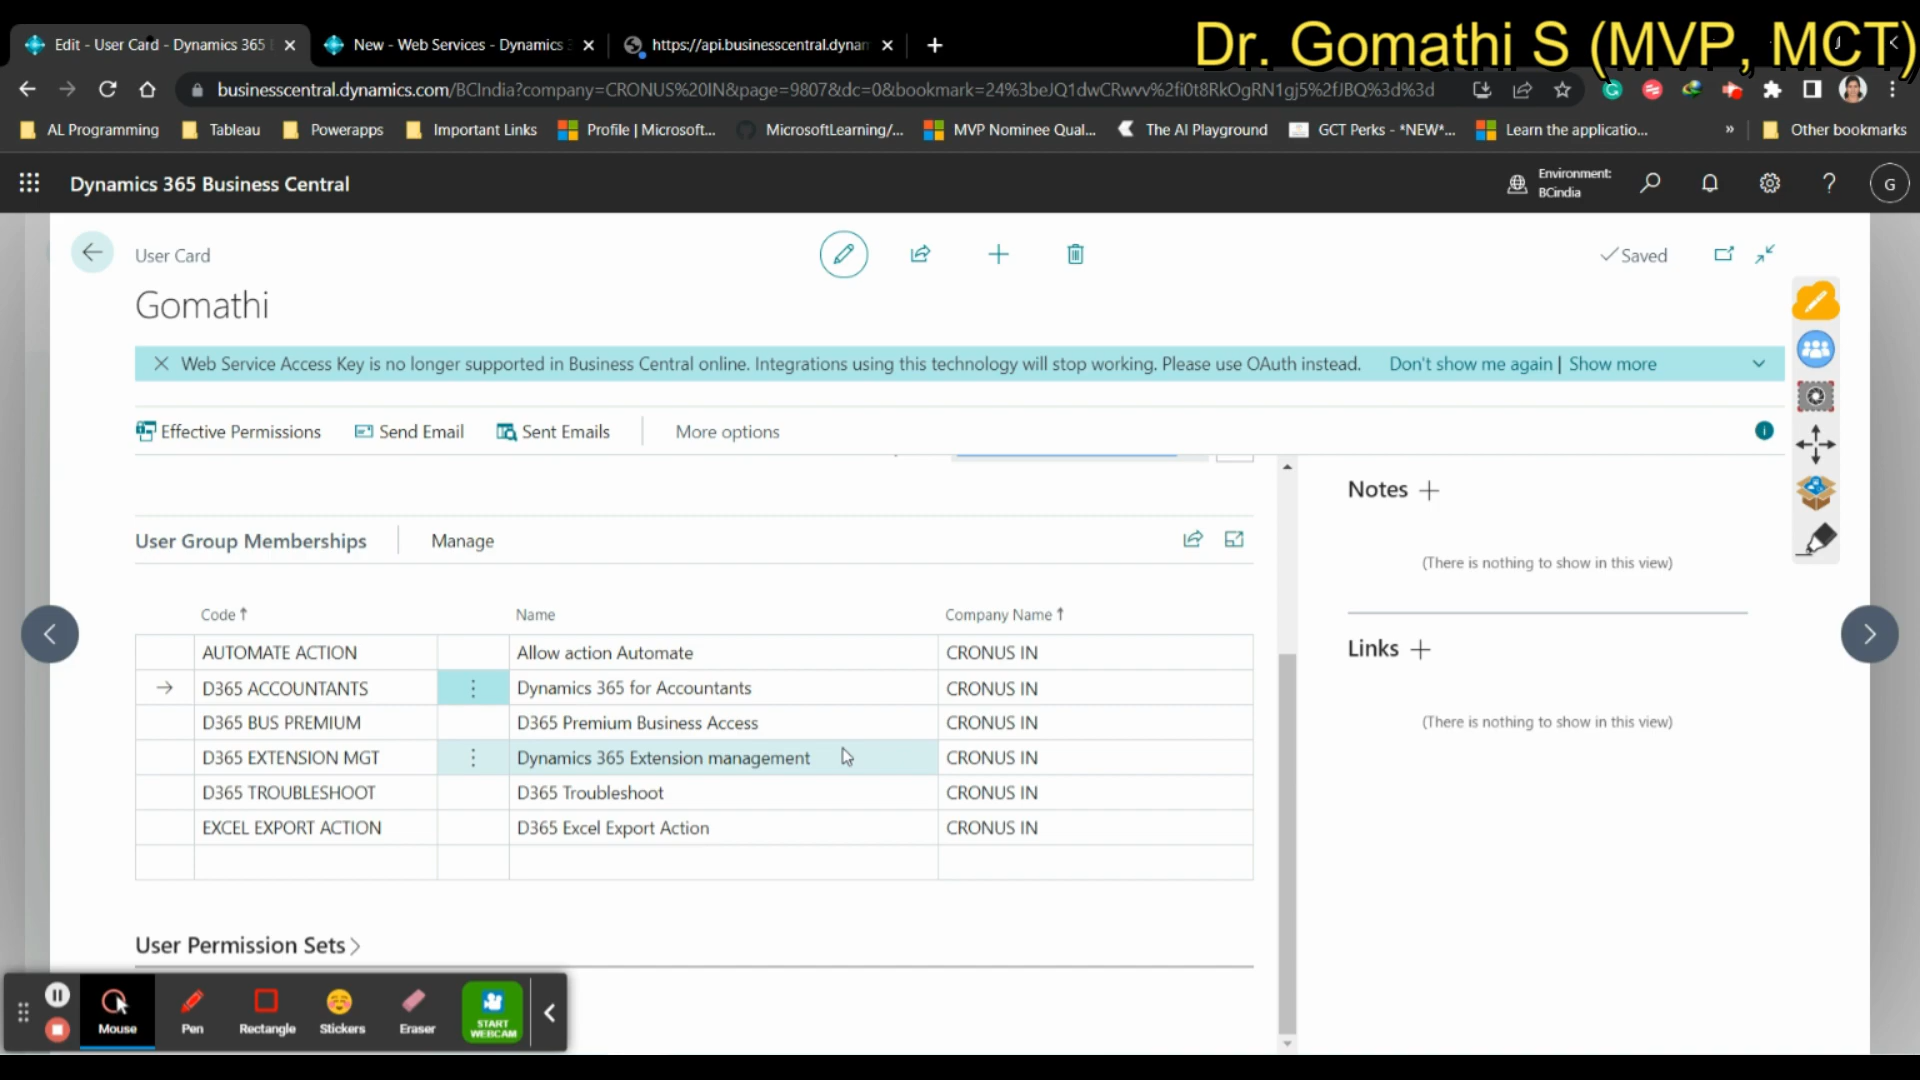 Edit - User Card - Dynamics 365
New - Web Services - Dynamics
https://api.businesscentral.dynam
Dr. Gomathi S (MVP, MCT)
businesscentral.dynamics.com/BCIndia?company=CRONUS%20IN&page=9807&dc=0&bookmark=24%3beJQ1dwCRwvv%2fi0t8RkOgRN1gj5%2fJBQ%3d%3d
AL Programming
Tableau
Powerapps
Important Links
Profile | Microsoft...
MicrosoftLearning/...
MVP Nominee Qual...
The AI Playground
GCT Perks - *NEW*...
Learn the applicatio...
»
Other bookmarks
Dynamics 365 Business Central
Environment:
BCindia
?
G
User Card
Saved
Gomathi
Web Service Access Key is no longer supported in Business Central online. Integrations using this technology will stop working. Please use OAuth instead. Don't show me again | Show more
Effective Permissions
Send Email
Sent Emails
More options
User Group Memberships
Manage
Notes
(There is nothing to show in this view)
Links
(There is nothing to show in this view)
Code ↑ Name Company Name ↑
AUTOMATE ACTION Allow action Automate CRONUS IN
D365 ACCOUNTANTS Dynamics 365 for Accountants CRONUS IN
D365 BUS PREMIUM D365 Premium Business Access CRONUS IN
D365 EXTENSION MGT Dynamics 365 Extension management CRONUS IN
D365 TROUBLESHOOT D365 Troubleshoot CRONUS IN
EXCEL EXPORT ACTION D365 Excel Export Action CRONUS IN
User Permission Sets
Mouse
Pen
Rectangle
Stickers
Eraser
START
WEBCAM